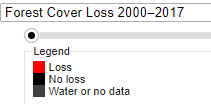 Forest Cover Loss 2000–2017
Legend
Loss
No loss
Water or no data